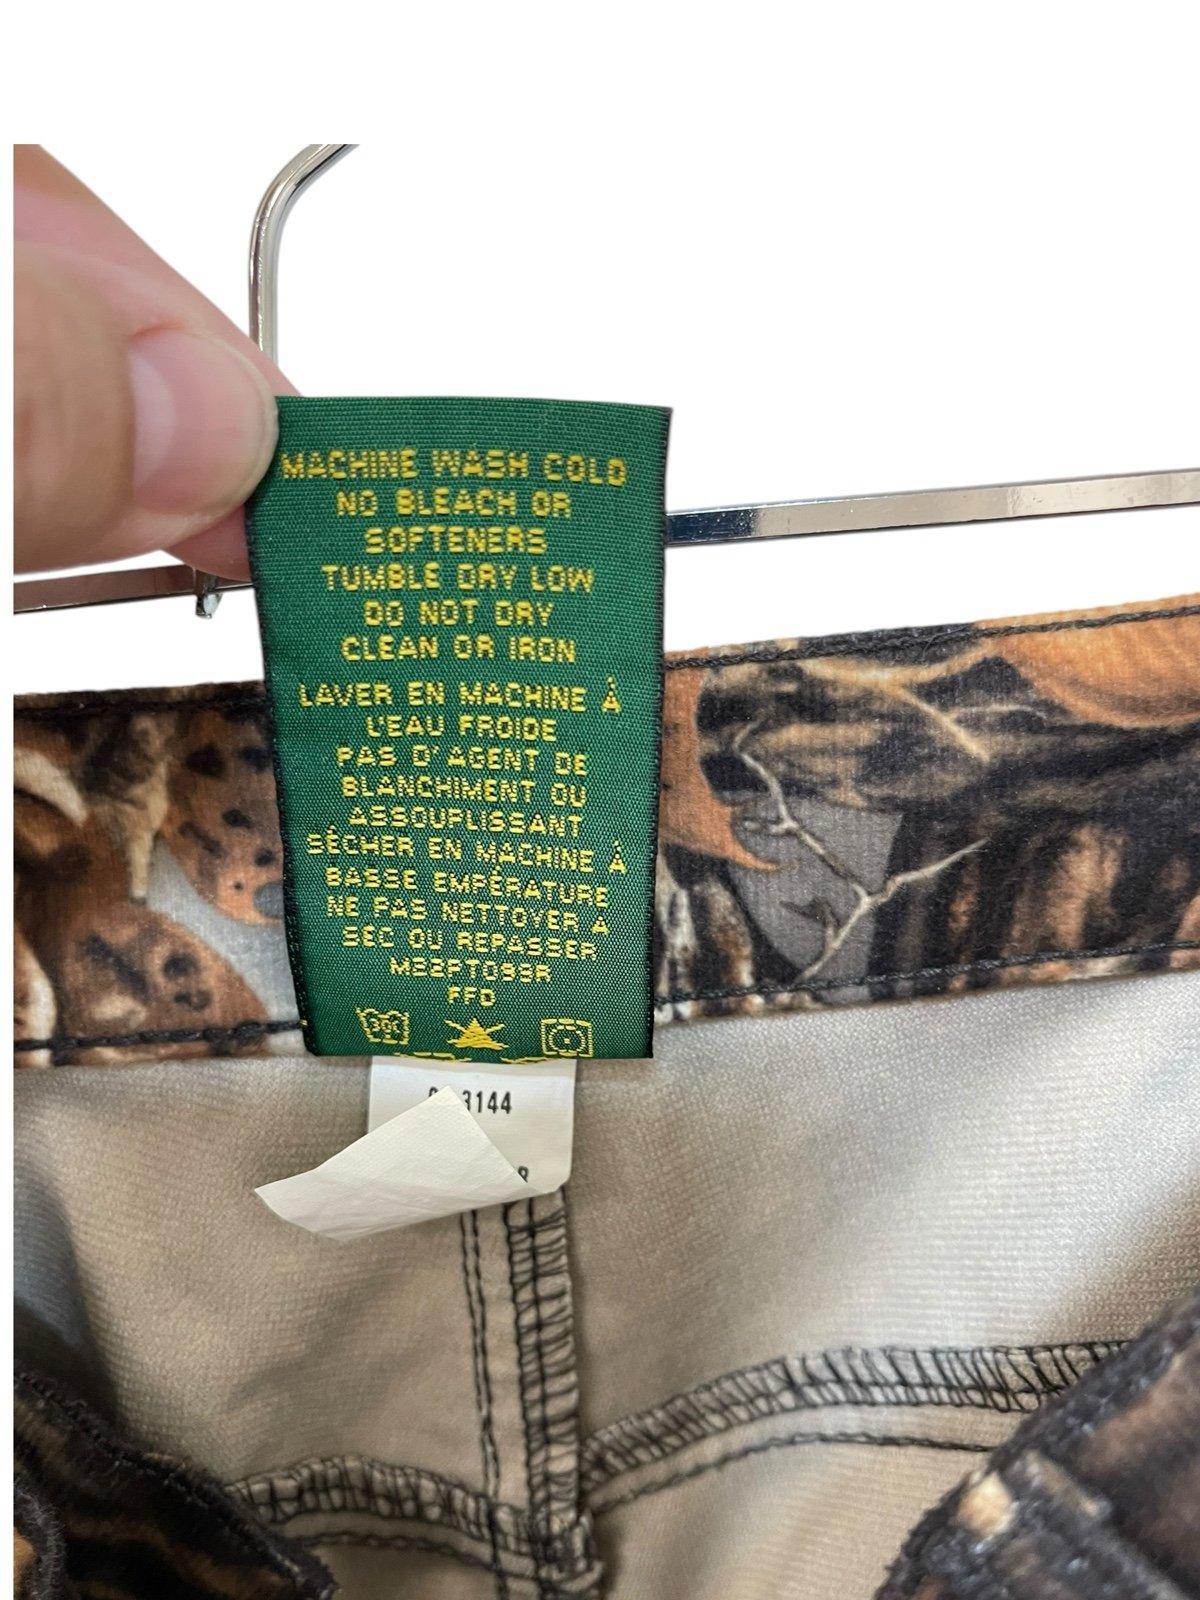 MACHINE WASH COLD
NO BLEACH OR
SOFTENERS
TUMBLE DRY LOW
DO NOT DRY
CLEAN OR IRON
LAVER EN MACHINE À
L'EAU FROIDE
PAS D'AGENT DE
BLANCHIMENT OU
ASSOUPLISSANT
SÉCHER EN MACHINE À
BASSE EMPÉRATURE
NE PAS NETTOYER A
SEC OU REPASSER
FFD
3144